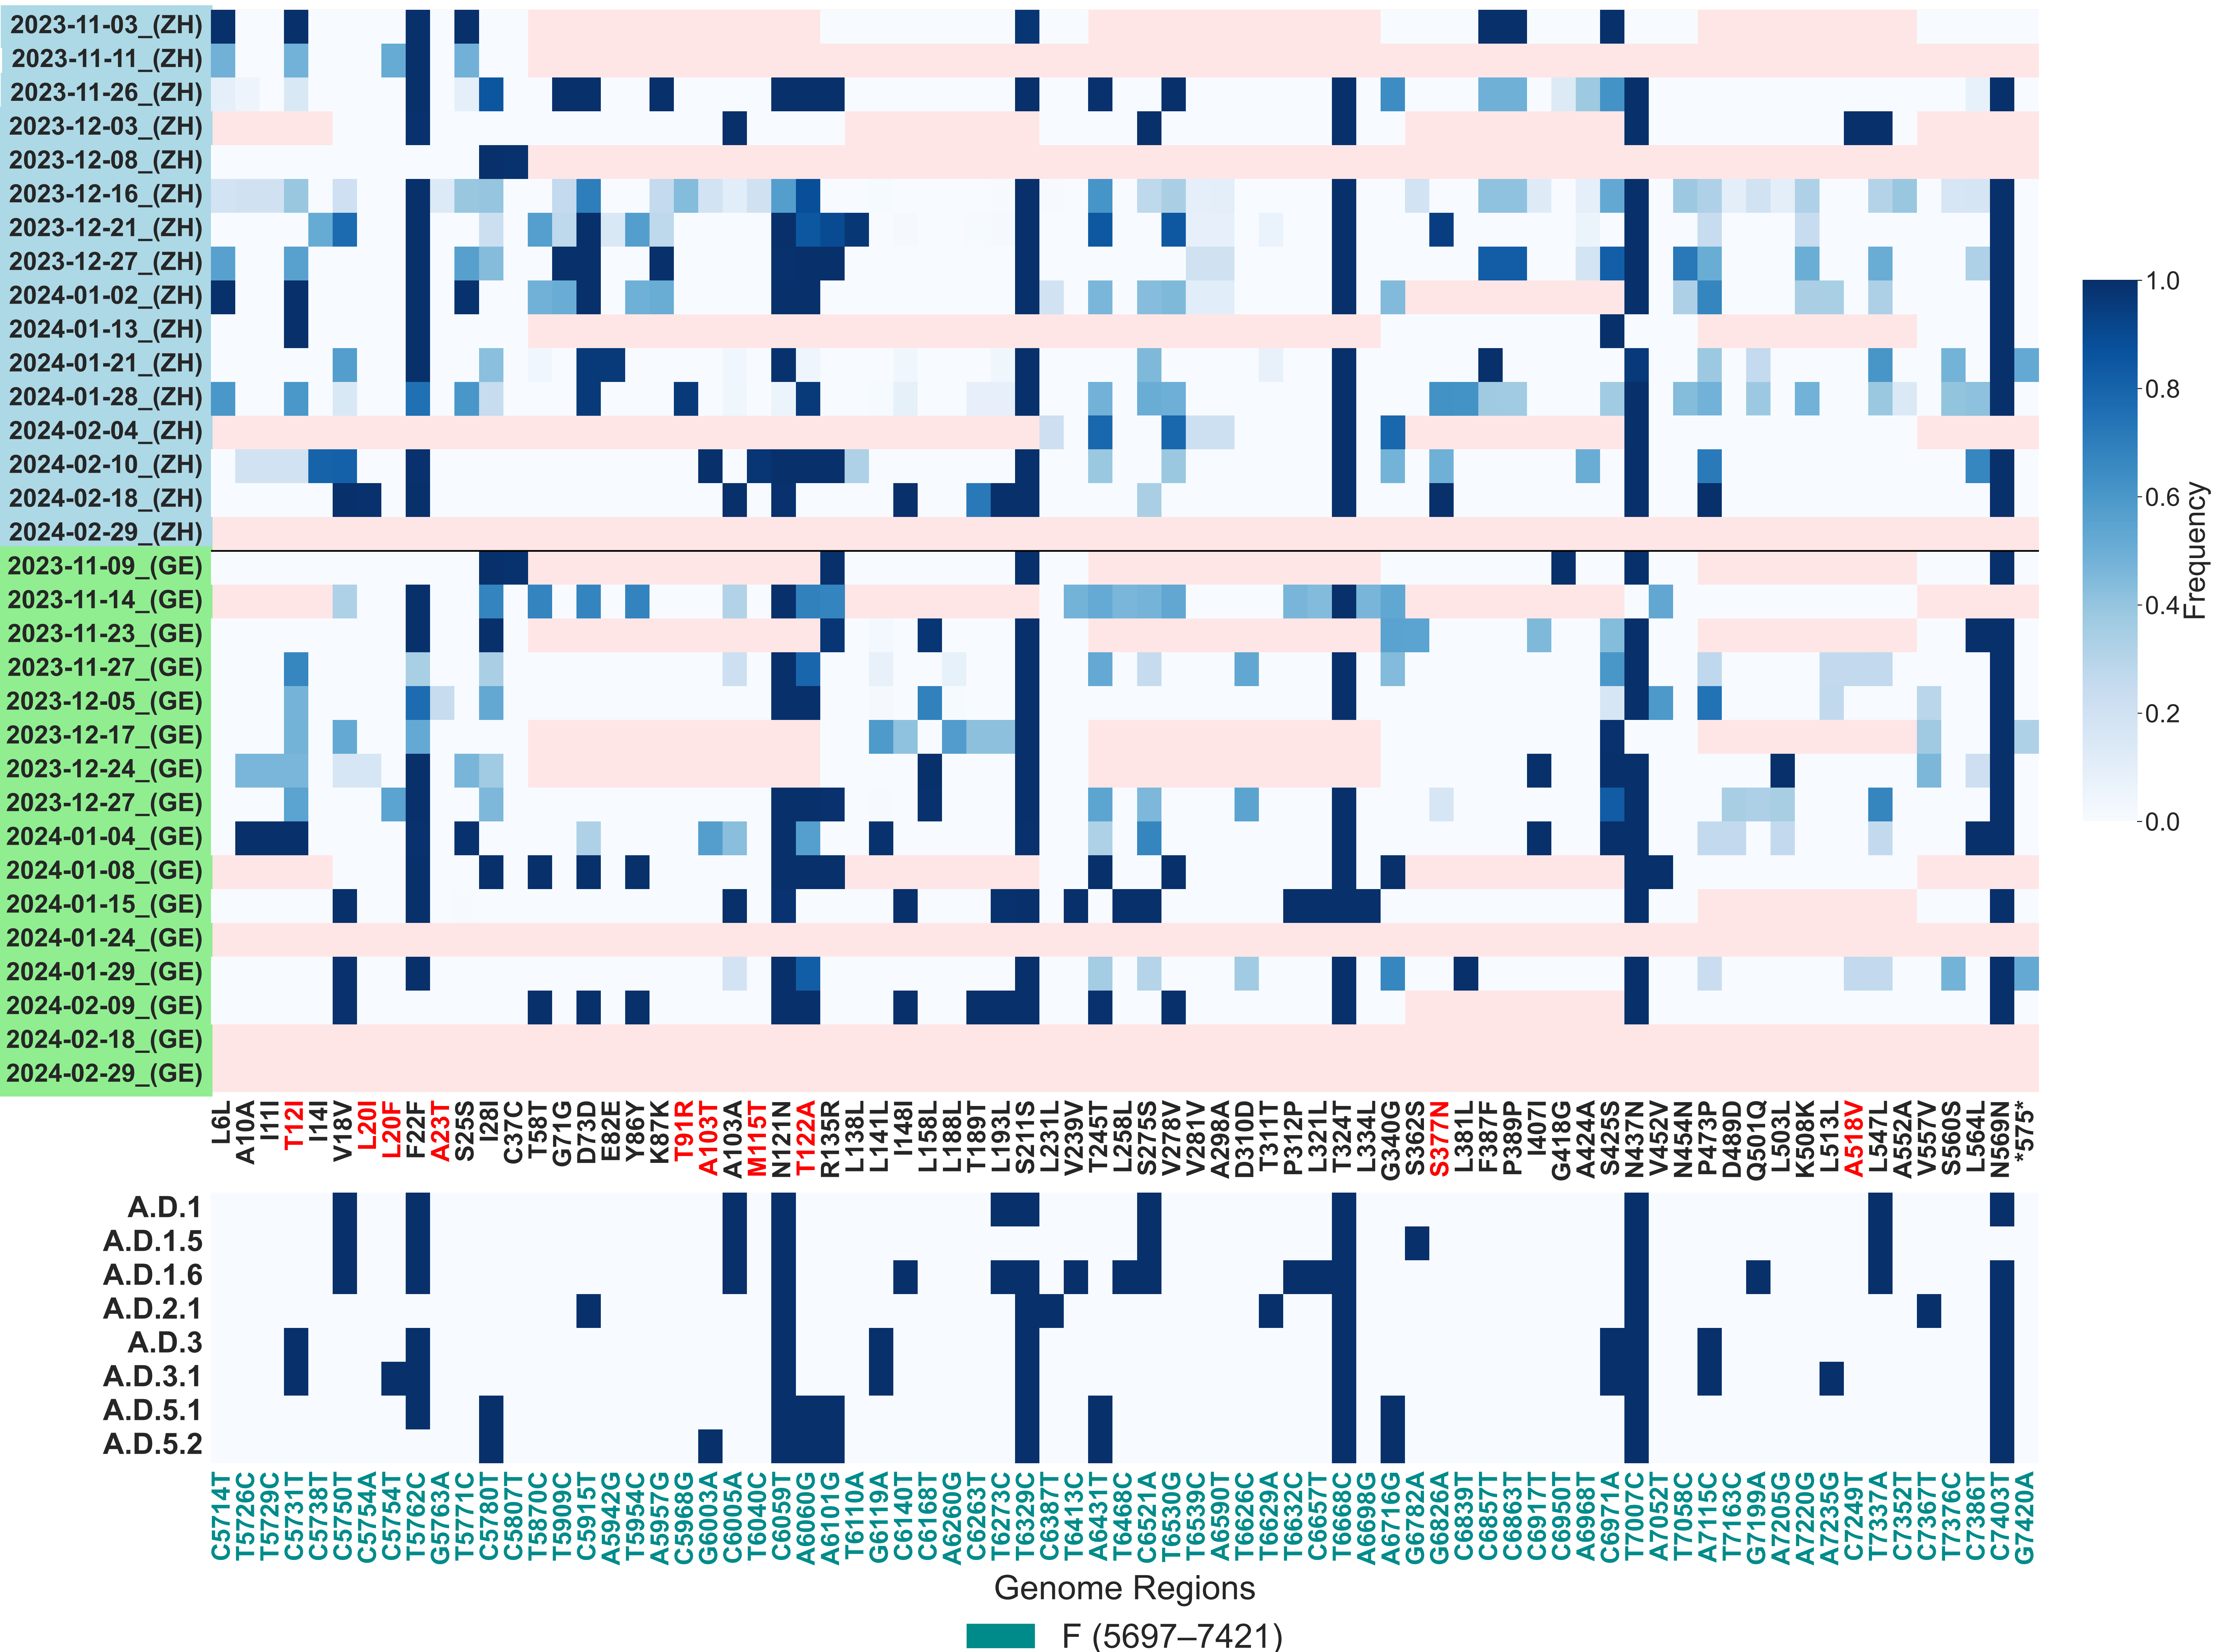 2023-11-03_(ZH)
2023-11-11_(ZH)
2023-11-26_(ZH)
2023-12-03_(ZH)
2023-12-08_(ZH)
2023-12-16_(ZH)
2023-12-21_(ZH)
2023-12-27_(ZH)
2024-01-02_(ZH)
2024-01-13_(ZH)
2024-01-21_(ZH)
2024-01-28_(ZH)
2024-02-04_(ZH)
2024-02-10_(ZH)
2024-02-18_(ZH)
2024-02-29_(ZH)
2023-11-09_(GE)
2023-11-14_(GE)
2023-11-23_(GE)
2023-11-27_(GE)
2023-12-05_(GE)
2023-12-17_(GE)
2023-12-24_(GE)
2023-12-27_(GE)
2024-01-04_(GE)
2024-01-08_(GE)
2024-01-15_(GE)
2024-01-24_(GE)
2024-01-29_(GE)
2024-02-09_(GE)
2024-02-18_(GE)
2024-02-29_(GE)
1.0
0.8
0.6
0.4
0.2
0.0
Frequency
L6L
A10A
I11I
T12I
I14I
V18V
L20I
L20F
F22F
A23T
S25S
I28I
C37C
T58T
G71G
D73D
E82E
Y86Y
K87K
T91R
A103T
A103A
M115T
N121N
T122A
R135R
L138L
L141L
I148I
L158L
L188L
T189T
L193L
S211S
L231L
V239V
T245T
L258L
S275S
V278V
V281V
A298A
D310D
T311T
P312P
L321L
T324T
L334L
G340G
S362S
S377N
L381L
F387F
P389P
I407I
G418G
A424A
S425S
N437N
V452V
N454N
P473P
D489D
Q501Q
L503L
K508K
L513L
A518V
L547L
A552A
V557V
S560S
L564L
N569N
*575*
A.D.1
A.D.1.5
A.D.1.6
A.D.2.1
A.D.3
A.D.3.1
A.D.5.1
A.D.5.2
C5714T
T5726C
T5729C
C5731T
C5738T
C5750T
C5754A
C5754T
T5762C
G5763A
T5771C
C5780T
C5807T
T5870C
T5909C
C5915T
A5942G
T5954C
A5957G
C5968G
G6003A
C6005A
T6040C
C6059T
A6060G
A6101G
T6110A
G6119A
C6140T
C6168T
A6260G
C6263T
T6273C
T6329C
C6387T
T6413C
A6431T
T6468C
C6521A
T6530G
T6539C
A6590T
T6626C
T6629A
T6632C
C6657T
T6668C
A6698G
A6716G
G6782A
G6826A
C6839T
C6857T
C6863T
C6917T
C6950T
A6968T
C6971A
T7007C
A7052T
T7058C
A7115C
T7163C
G7199A
A7205G
A7220G
A7235G
C7249T
T7337A
C7352T
C7367T
T7376C
C7386T
C7403T
G7420A
Genome Regions
F (5697–7421)